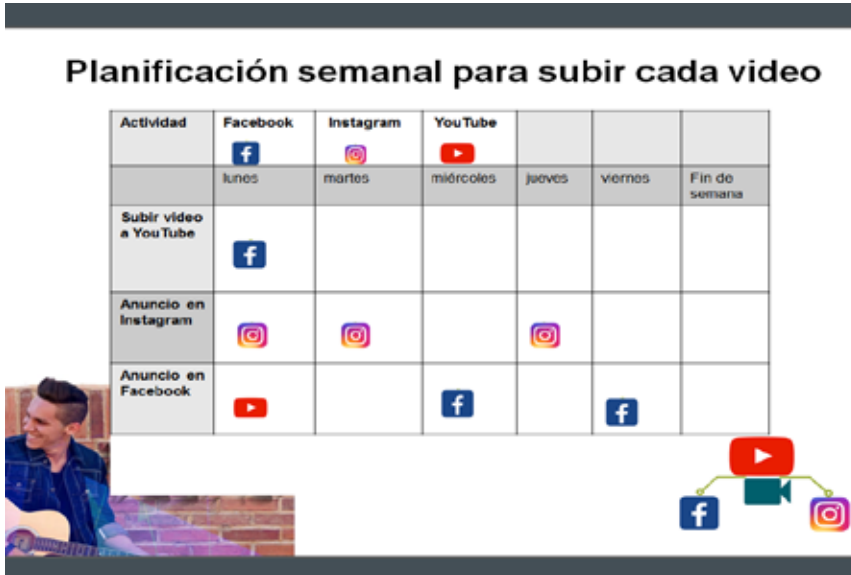 Planificación semanal para subir cada video
Actividad Facebook Instagram YouTube
lunes martes miércoles jueves viernes Fin de
semana
Subir video
a YouTube
Anuncio en
Instagram
Anuncio en
Facebook